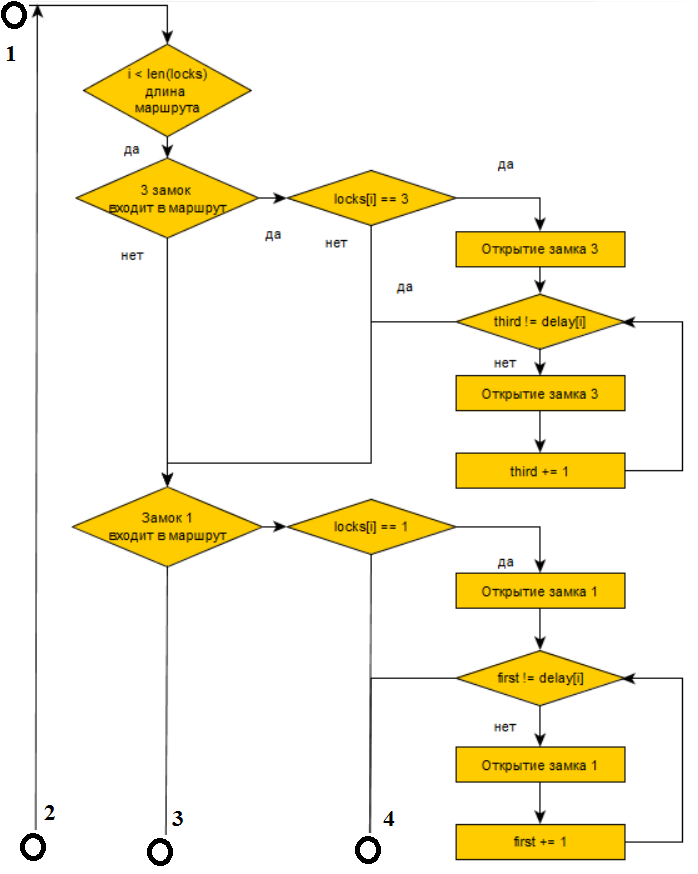 1
i < len(locks)
длина
маршрута
да
да
3 замок
входит в маршрут
locks[i] == 3
да
нет
нет
Открытие замка 3
да
third != delay[i]
нет
Открытие замка 3
third += 1
Замок 1
входит в маршрут
locks[i] == 1
да
Открытие замка 1
first != delay[i]
нет
Открытие замка 1
2
3
4
first += 1